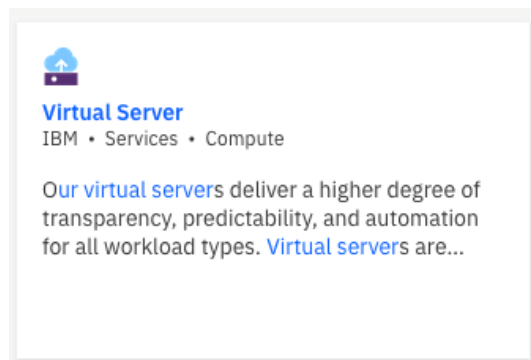 Virtual Server
IBM • Services • Compute
Our virtual servers deliver a higher degree of
transparency, predictability, and automation
for all workload types. Virtual servers are...